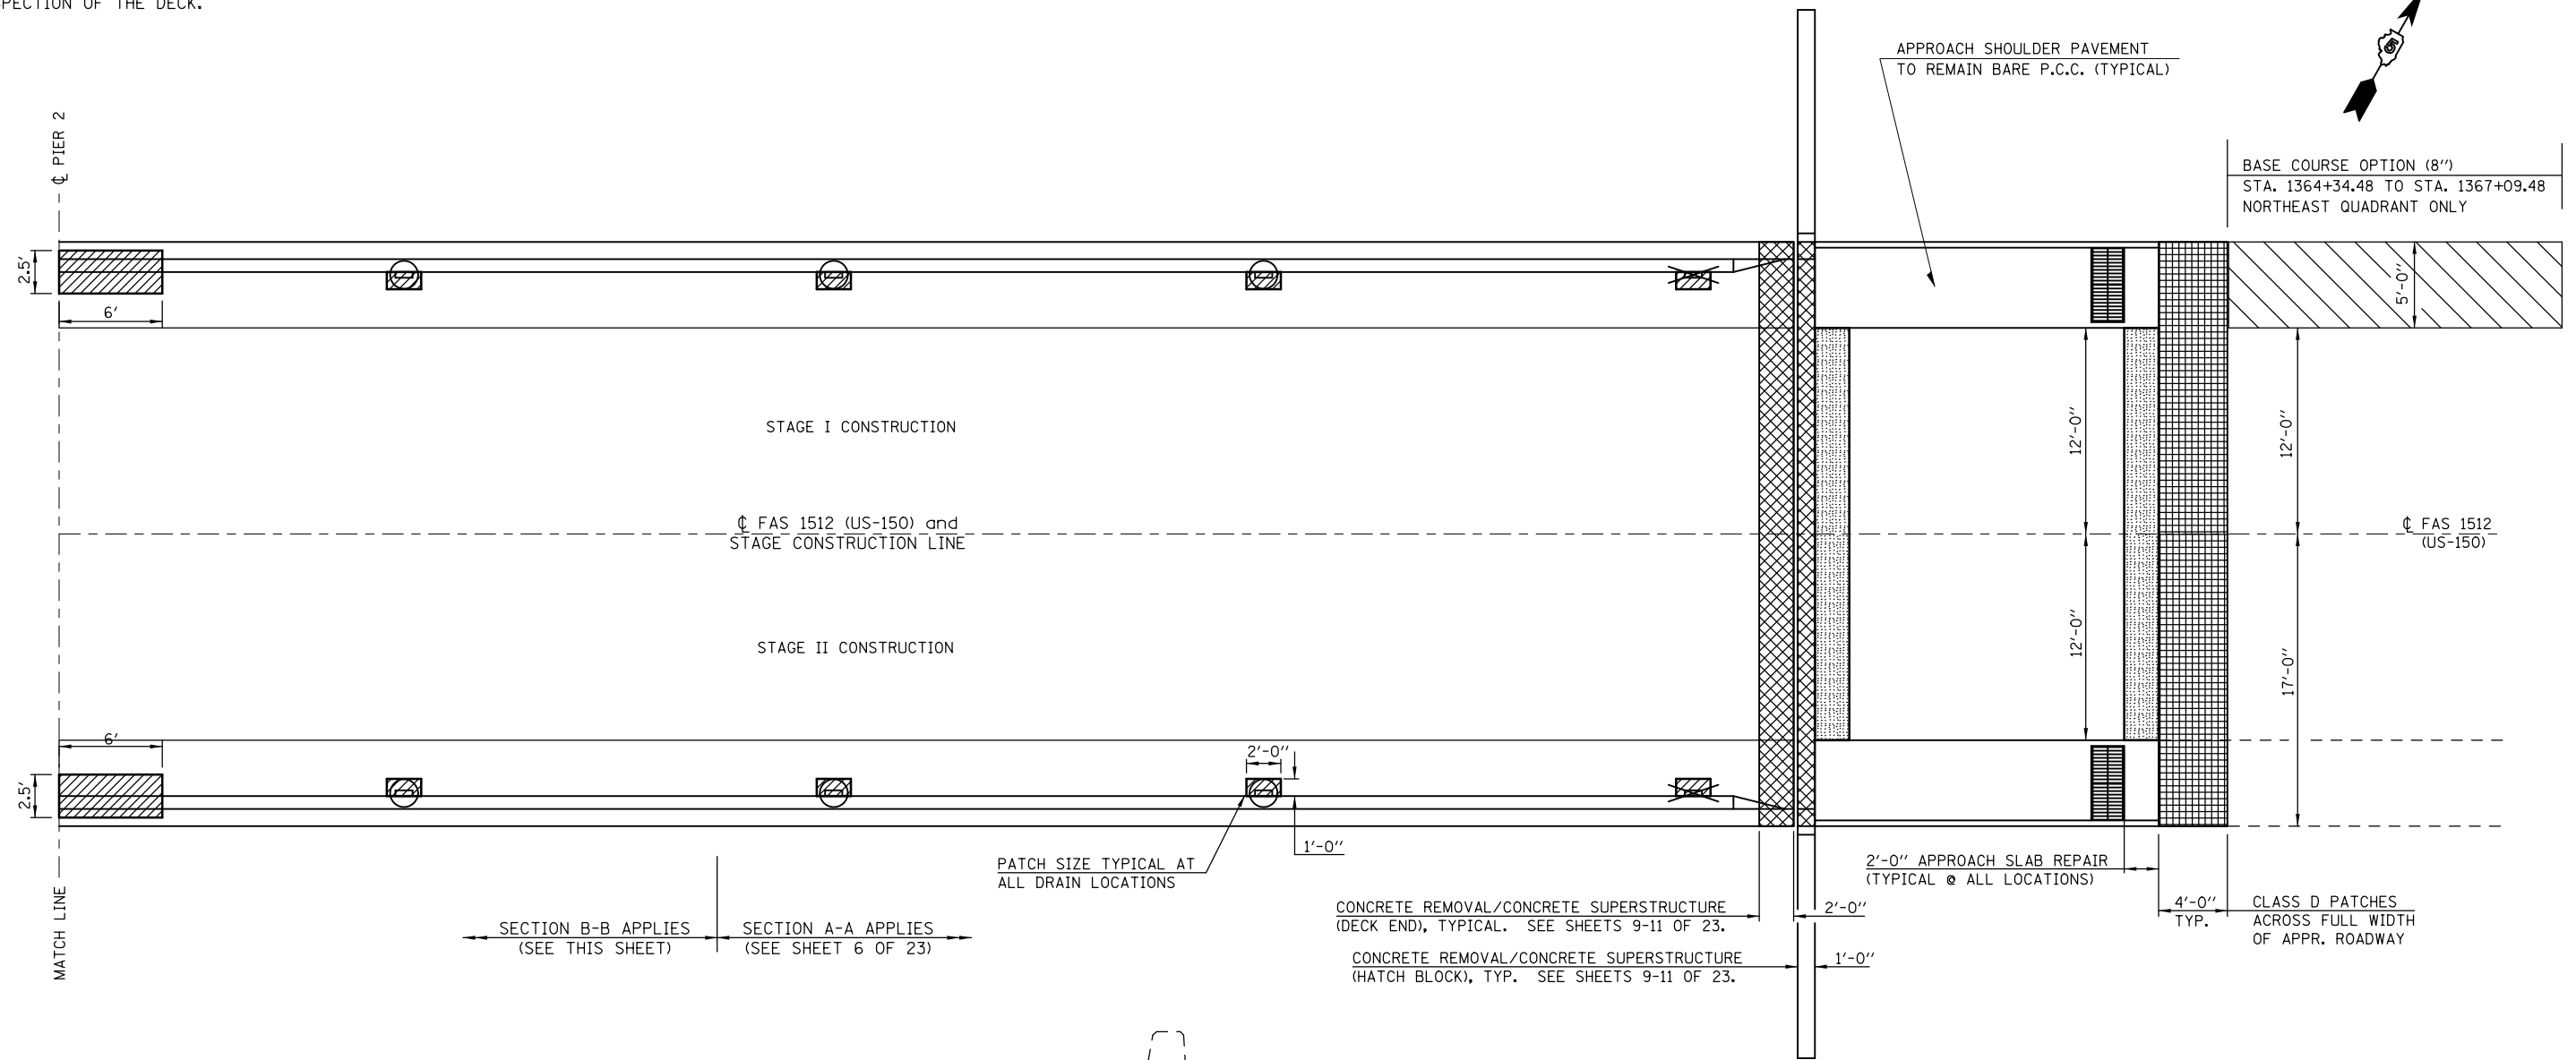 SPECTION OF THE DECK.
APPROACH SHOULDER PAVEMENT
TO REMAIN BARE P.C.C. (TYPICAL)
5
℄ PIER 2
BASE COURSE OPTION (8")
STA. 1364+34.48 TO STA. 1367+09.48
NORTHEAST QUADRANT ONLY
2.5'
6'
5'-0"
STAGE I CONSTRUCTION
12'-0"
12'-0"
℄ FAS 1512 (US-150) and
STAGE CONSTRUCTION LINE
℄ FAS 1512
(US-150)
STAGE II CONSTRUCTION
12'-0"
17'-0"
6'
2.5'
2'-0"
1'-0"
PATCH SIZE TYPICAL AT
ALL DRAIN LOCATIONS
2'-0" APPROACH SLAB REPAIR
(TYPICAL @ ALL LOCATIONS)
MATCH LINE
SECTION B-B APPLIES
(SEE THIS SHEET)
SECTION A-A APPLIES
(SEE SHEET 6 OF 23)
CONCRETE REMOVAL/CONCRETE SUPERSTRUCTURE
(DECK END), TYPICAL. SEE SHEETS 9-11 OF 23.
2'-0"
4'-0"
TYP.
CLASS D PATCHES
ACROSS FULL WIDTH
OF APPR. ROADWAY
CONCRETE REMOVAL/CONCRETE SUPERSTRUCTURE
(HATCH BLOCK), TYP. SEE SHEETS 9-11 OF 23.
1'-0"